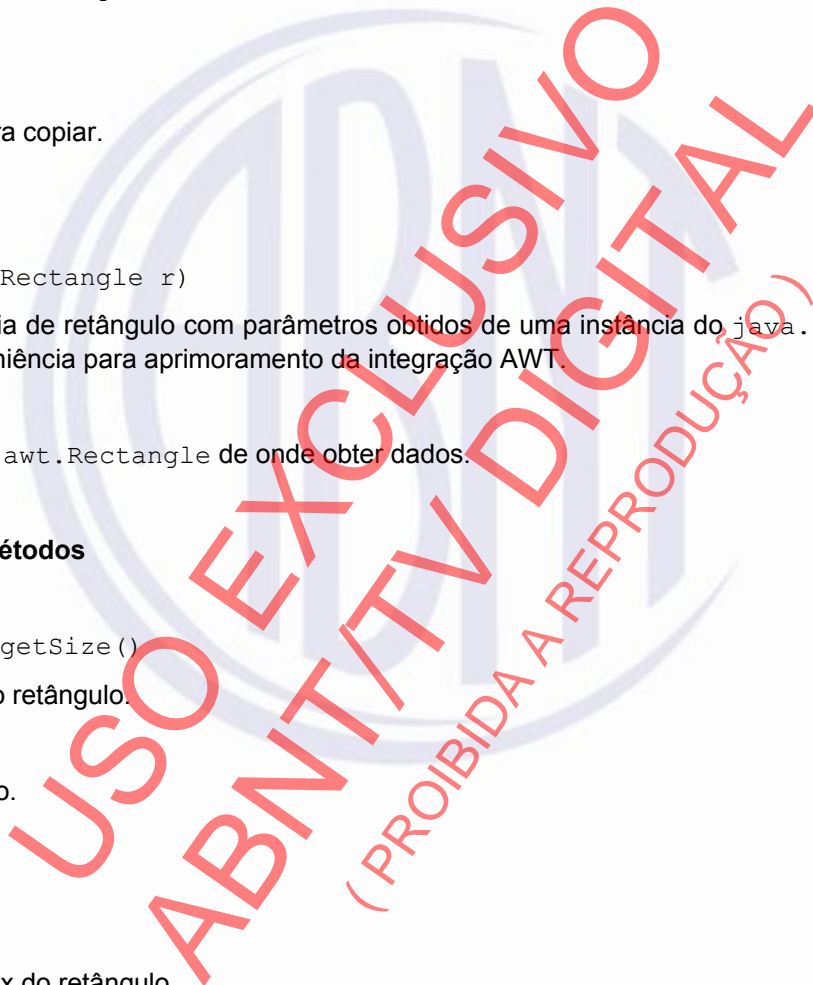 ra copiar.
Rectangle r)
ia de retângulo com parâmetros obtidos de uma instância do java.
niência para aprimoramento da integração AWT.
awt.Rectangle de onde obter dados.
étodos
getSize()
o retângulo.
o.
x do retângulo
USO EXCLUSIVO
ABNT/TV DIGITAL
( PROIBIDA A REPRODUÇÃO )
ABNT